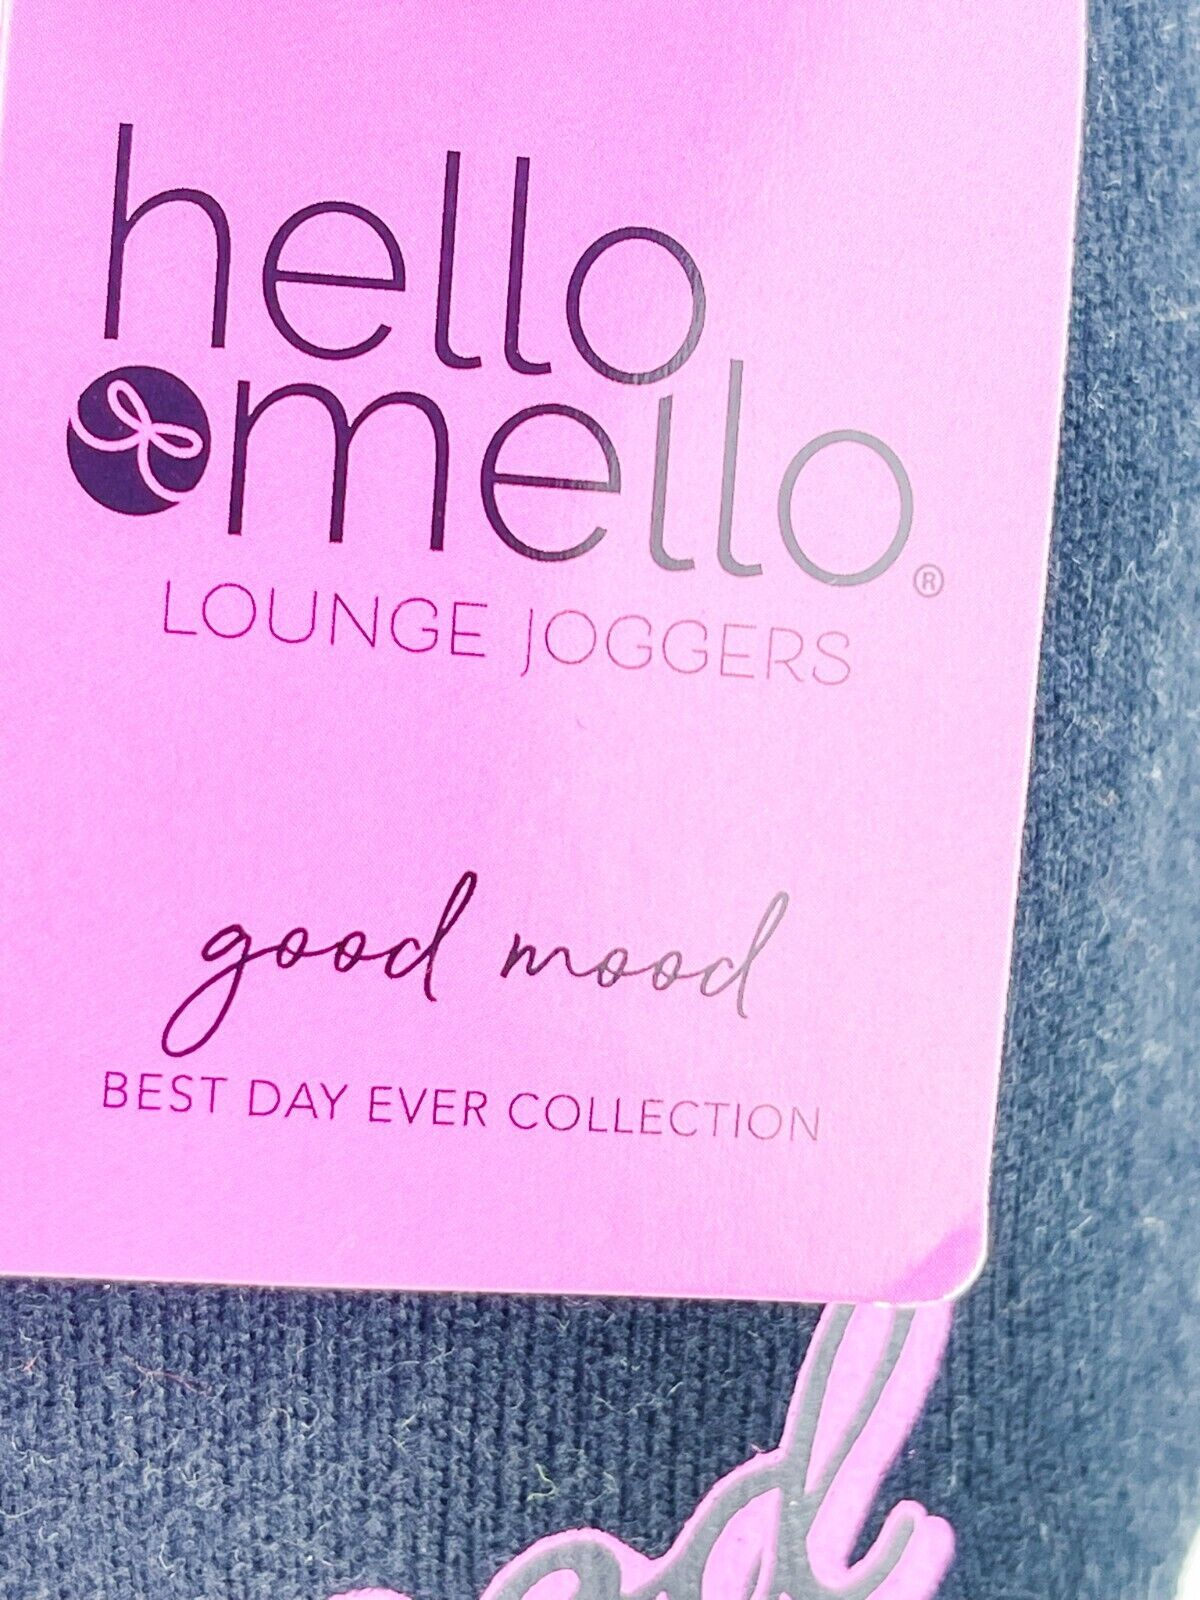 hello
mello®
LOUNGE JOGGERS
good mood
BEST DAY EVER COLLECTION